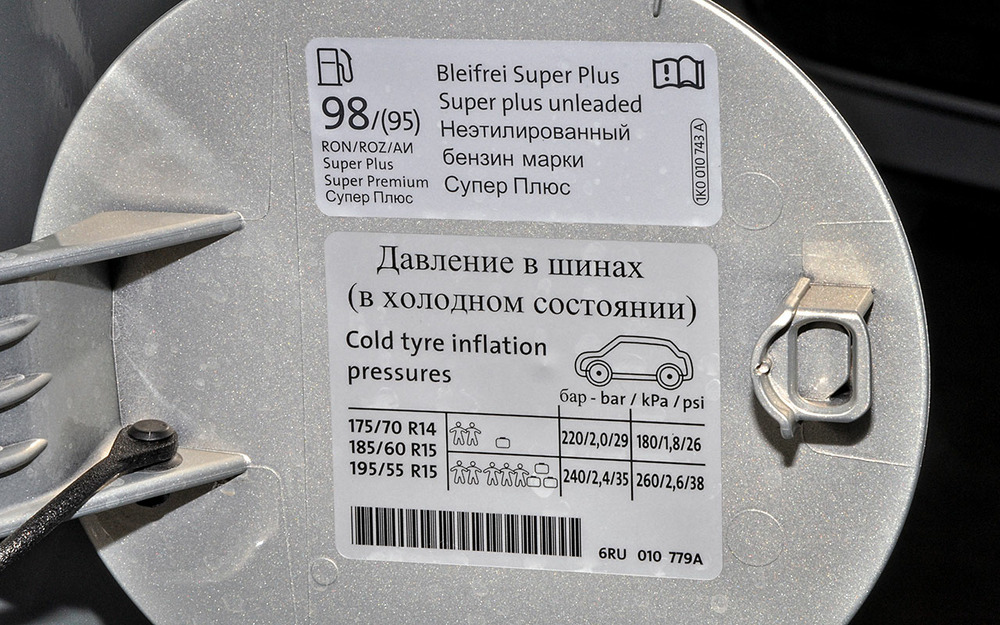 98/(95)
RON/ROZ/АИ
Super Plus
Super Premium
Супер Плюс
Bleifrei Super Plus
Super plus unleaded
Неэтилированный
бензин марки
Супер Плюс
1K0 010 743 A
Давление в шинах
(в холодном состоянии)
Cold tyre inflation
pressures
бар - bar / kPa / psi
175/70 R14
185/60 R15
195/55 R15
220/2,0/29 180/1,8/26
240/2,4/35 260/2,6/38
6RU 010 779A